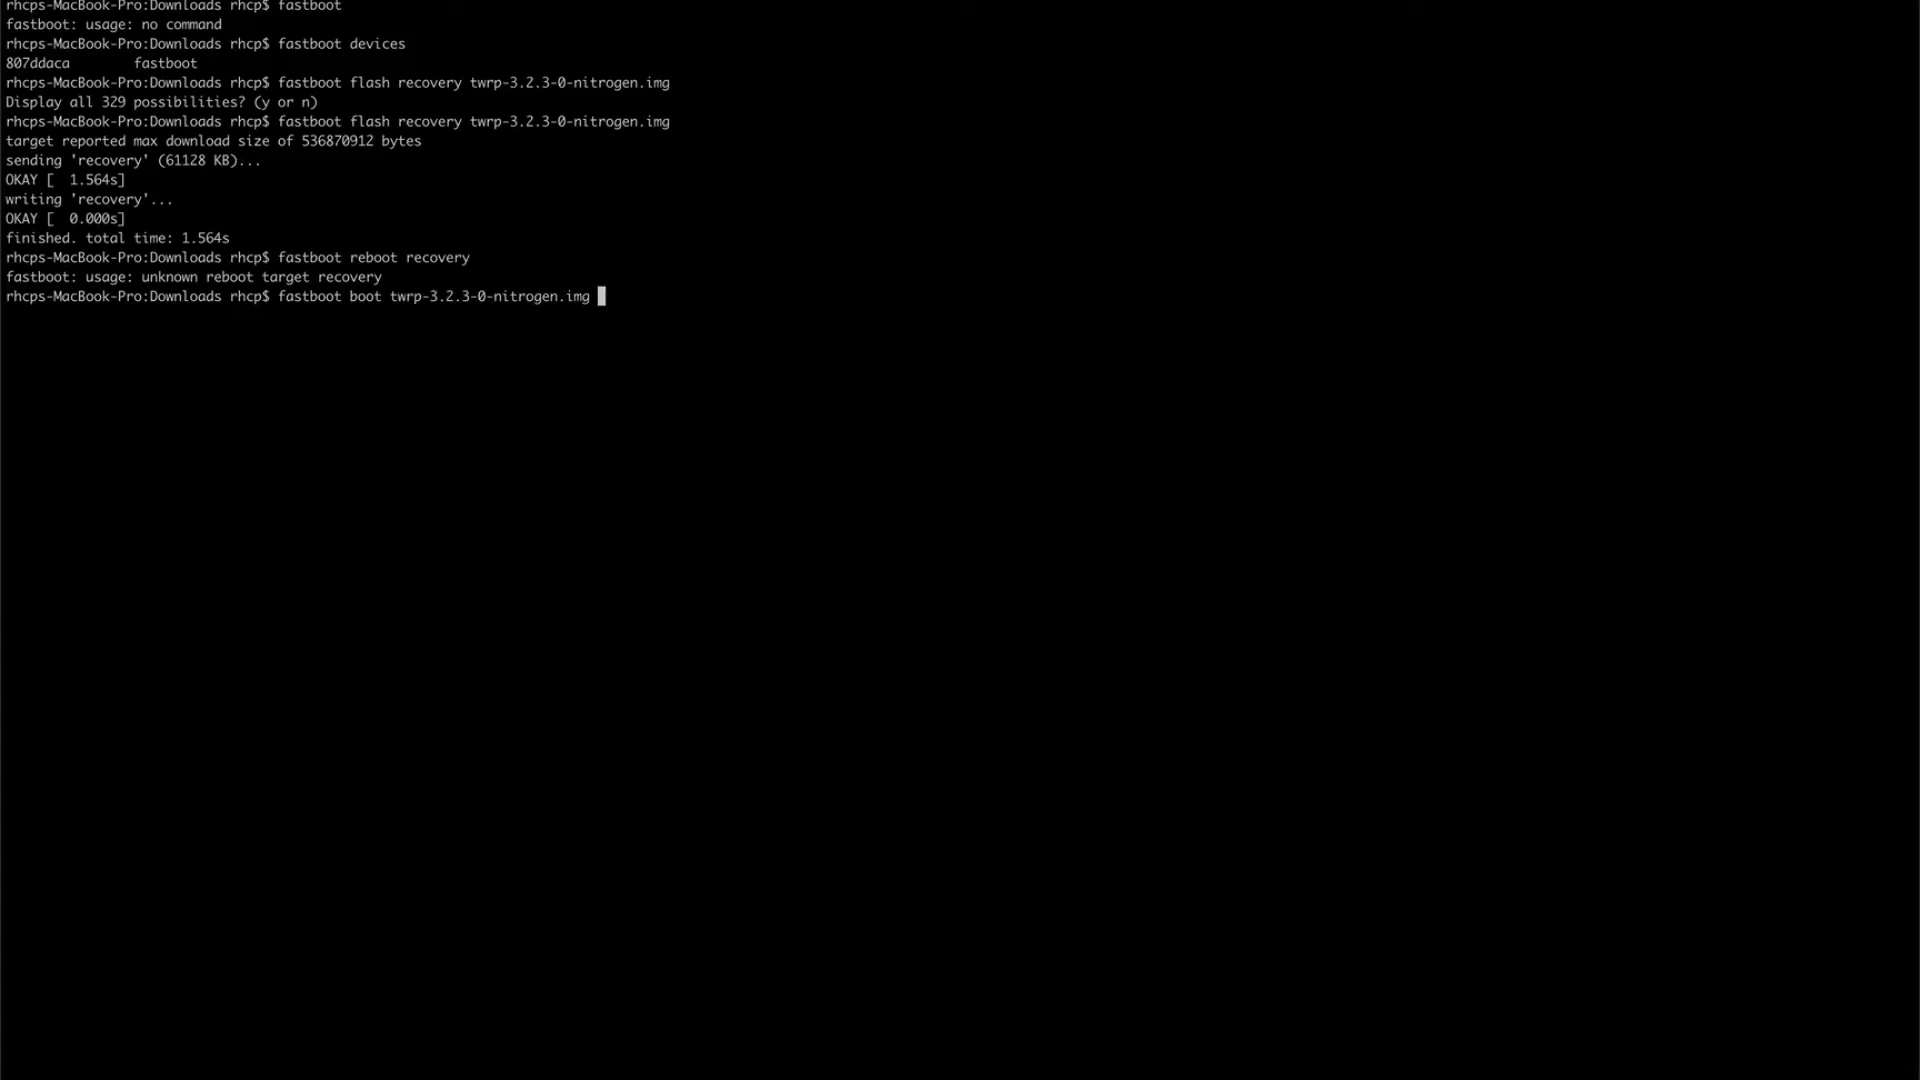 rhcps-MacBook-Pro:Downloads rhcp$ fastboot
fastboot: usage: no command
rhcps-MacBook-Pro:Downloads rhcp$ fastboot devices
807ddaca        fastboot
rhcps-MacBook-Pro:Downloads rhcp$ fastboot flash recovery twrp-3.2.3-0-nitrogen.img
Display all 329 possibilities? (y or n)
rhcps-MacBook-Pro:Downloads rhcp$ fastboot flash recovery twrp-3.2.3-0-nitrogen.img
target reported max download size of 536870912 bytes
sending 'recovery' (61128 KB)...
OKAY [  1.564s]
writing 'recovery'...
OKAY [  0.000s]
finished. total time: 1.564s
rhcps-MacBook-Pro:Downloads rhcp$ fastboot reboot recovery
fastboot: usage: unknown reboot target recovery
rhcps-MacBook-Pro:Downloads rhcp$ fastboot boot twrp-3.2.3-0-nitrogen.img